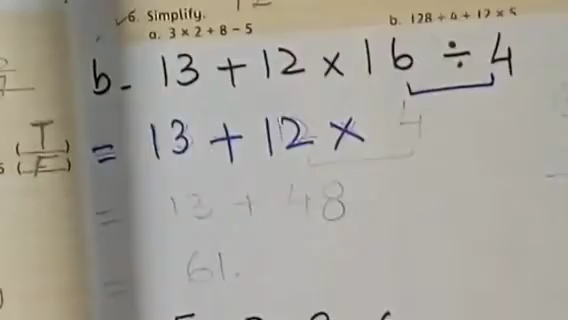 6. Simplify.
a. 3 × 2 + 8 - 5
b. 128 ÷ 4 + 12 × 5
b- 13 + 12 × 16 ÷ 4
(T)
(F)
= 13 + 12 × 4
= 13 + 48
= 61.